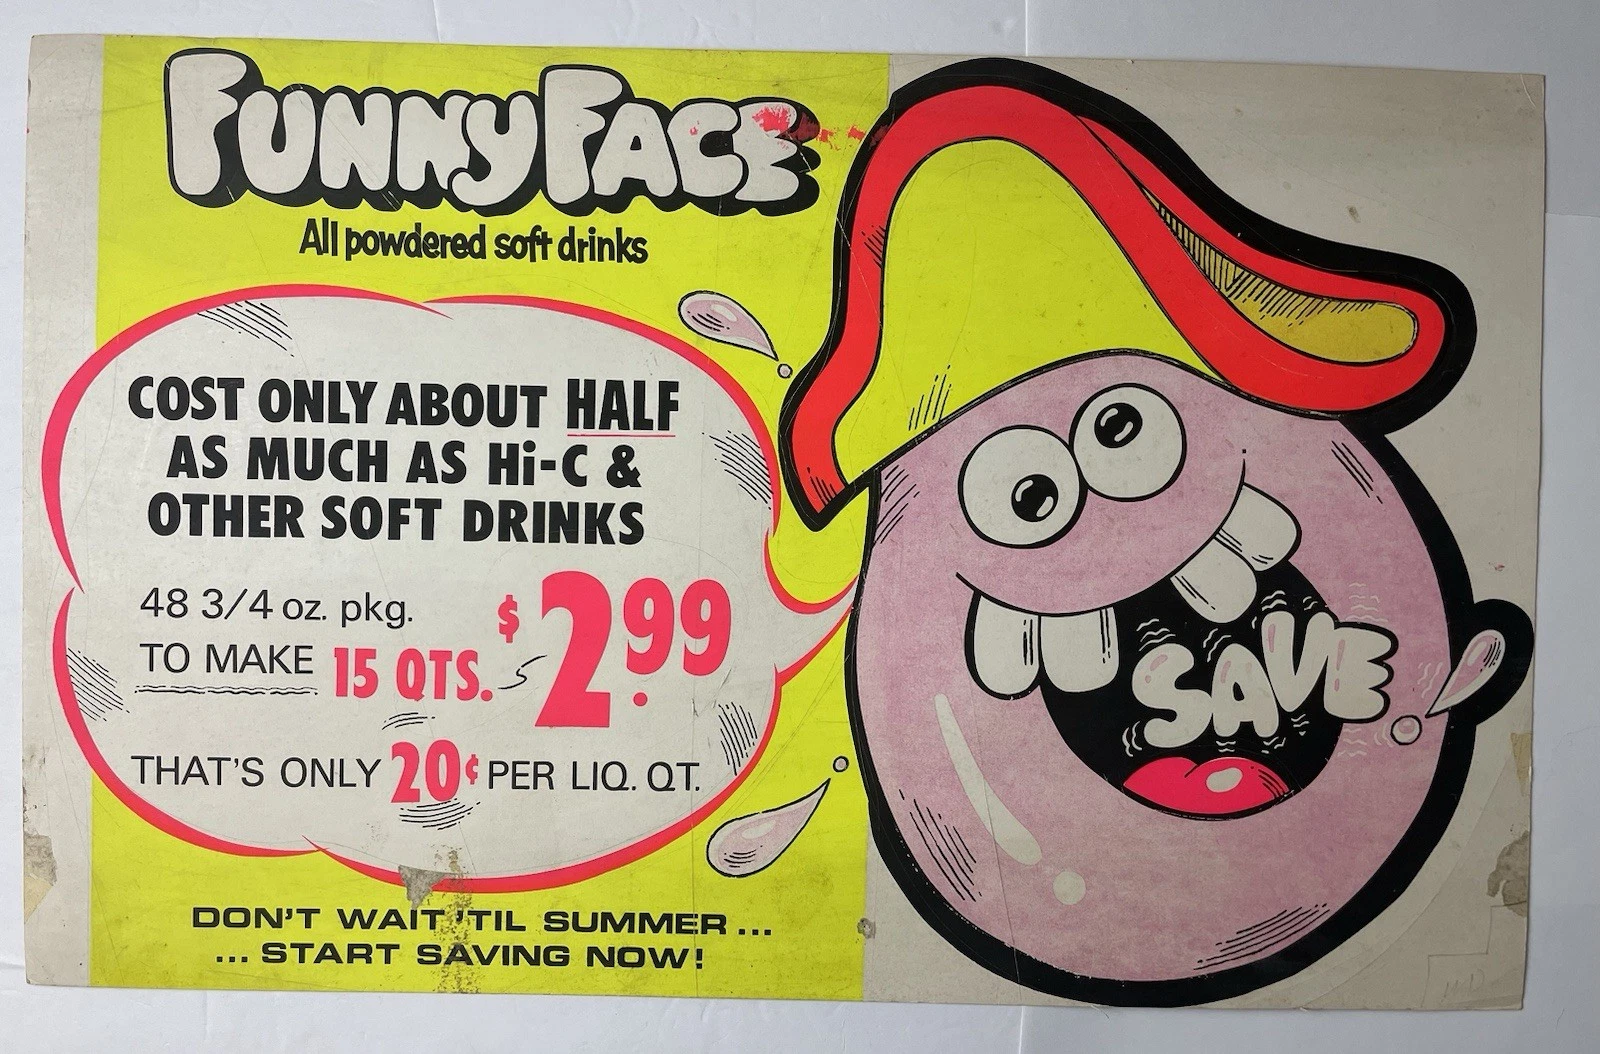 FUNNY FACE
All powdered soft drinks
COST ONLY ABOUT HALF
AS MUCH AS Hi-C &
OTHER SOFT DRINKS
48 3/4 oz. pkg.
TO MAKE 15 QTS. $2.99
THAT'S ONLY 20¢ PER LIQ. QT.
DON'T WAIT 'TIL SUMMER...
...START SAVING NOW!
SAVE